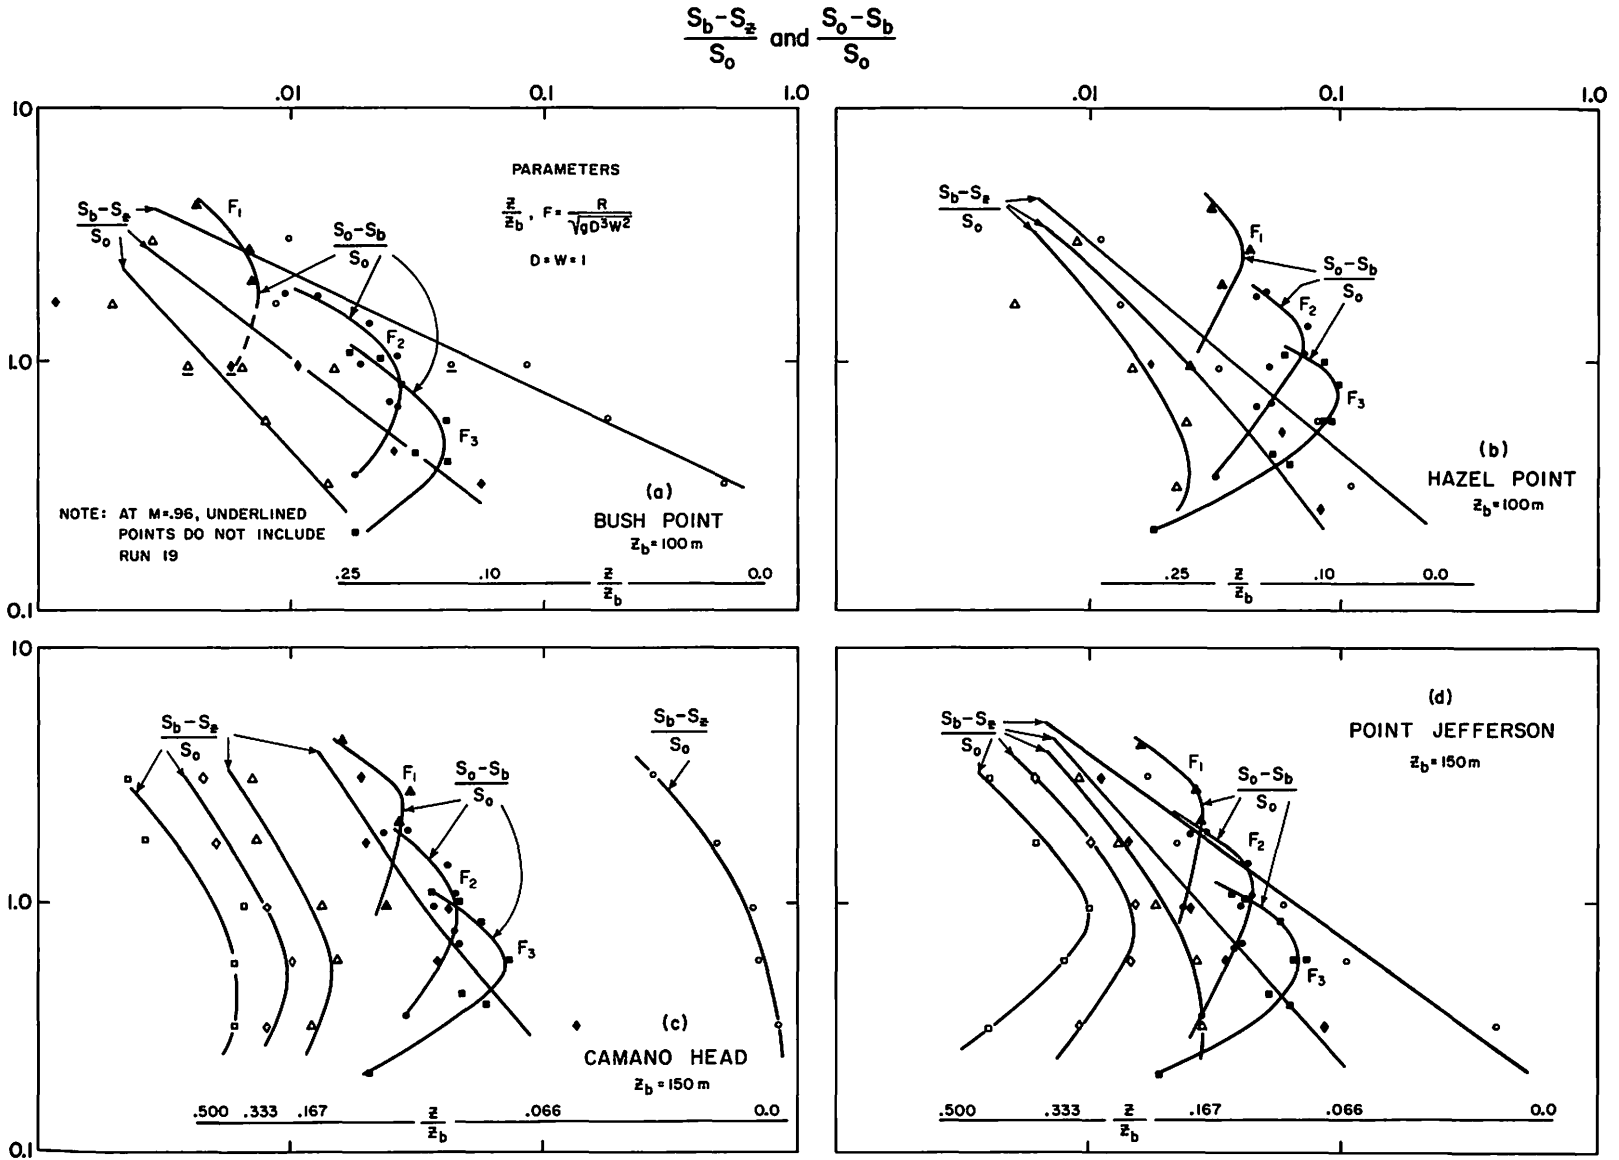 Sb–Sz/So and So–Sb/So
.01 0.1 1.0
.01 0.1 1.0
10
1.0
0.1
PARAMETERS
z/zb, F = R/√gD³W²
D = W = 1
Sb–Sz/So
F1
So–Sb/So
F2
F3
NOTE: AT M=.96, UNDERLINED
POINTS DO NOT INCLUDE
RUN 19
(a)
BUSH POINT
zb = 100 m
.25 .10 z/zb 0.0
Sb–Sz/So
F1
So–Sb/So
F2
F3
(b)
HAZEL POINT
zb = 100 m
.25 z/zb .10 0.0
10
1.0
0.1
Sb–Sz/So
F1
So–Sb/So
F2
F3
Sb–Sz/So
(c)
CAMANO HEAD
zb = 150 m
.500 .333 .167 z/zb .066 0.0
Sb–Sz/So
F1
So–Sb/So
F2
F3
(d)
POINT JEFFERSON
zb = 150 m
.500 .333 z/zb .167 .066 0.0